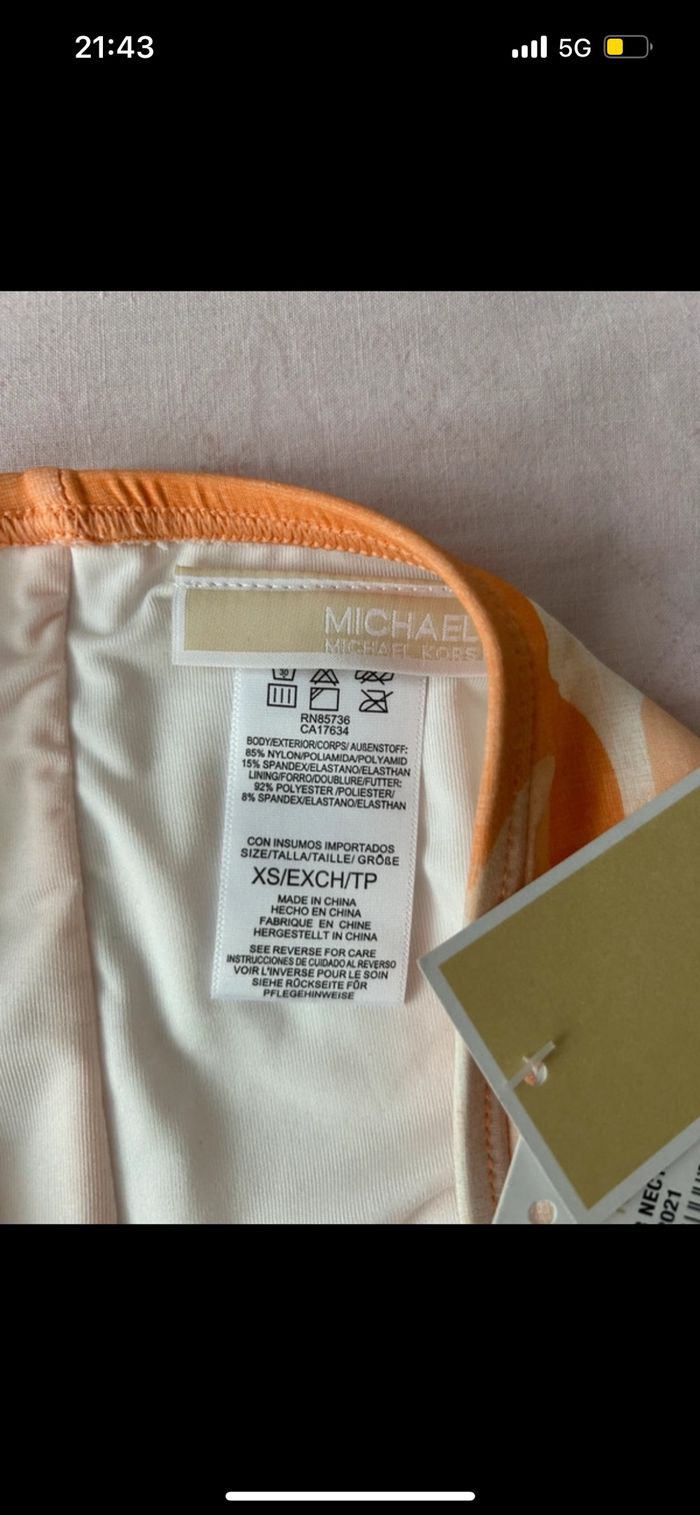 21:43 5G
MICHAEL
MICHAEL KORS
30
RN85736
CA17634
BODY/EXTERIOR/CORPS/AUßENSTOFF:
85% NYLON/POLIAMIDA/POLYAMID
15% SPANDEX/ELASTANO/ELASTHAN
LINING/FORRO/DOUBLURE/FUTTER:
92% POLYESTER /POLIESTER/
8% SPANDEX/ELASTANO/ELASTHAN
CON INSUMOS IMPORTADOS
SIZE/TALLA/TAILLE/ GRÖßE
XS/EXCH/TP
MADE IN CHINA
HECHO EN CHINA
FABRIQUE EN CHINE
HERGESTELLT IN CHINA
SEE REVERSE FOR CARE
INSTRUCCIONES DE CUIDADO AL REVERSO
VOIR L'INVERSE POUR LE SOIN
SIEHE RÜCKSEITE FÜR
PFLEGEHINWEISE